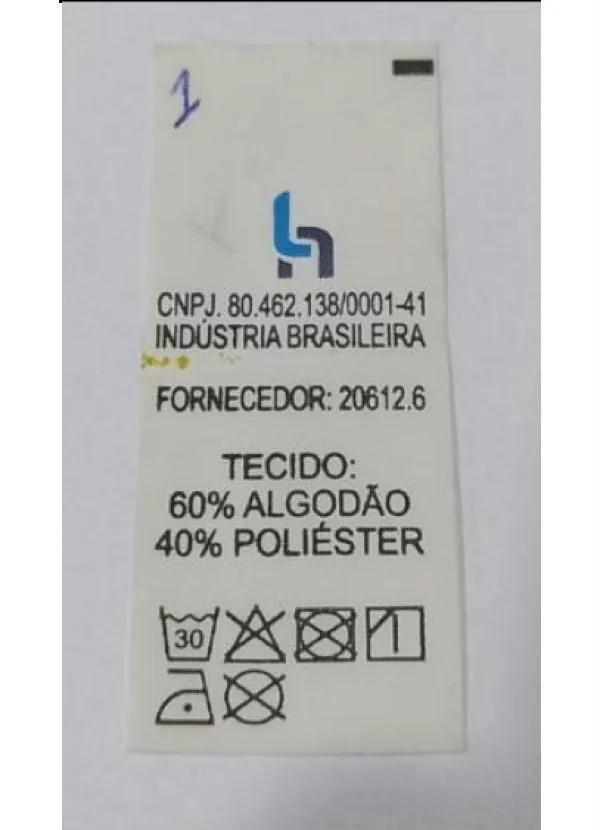 1
CNPJ. 80.462.138/0001-41
INDÚSTRIA BRASILEIRA
FORNECEDOR: 20612.6
TECIDO:
60% ALGODÃO
40% POLIÉSTER
30